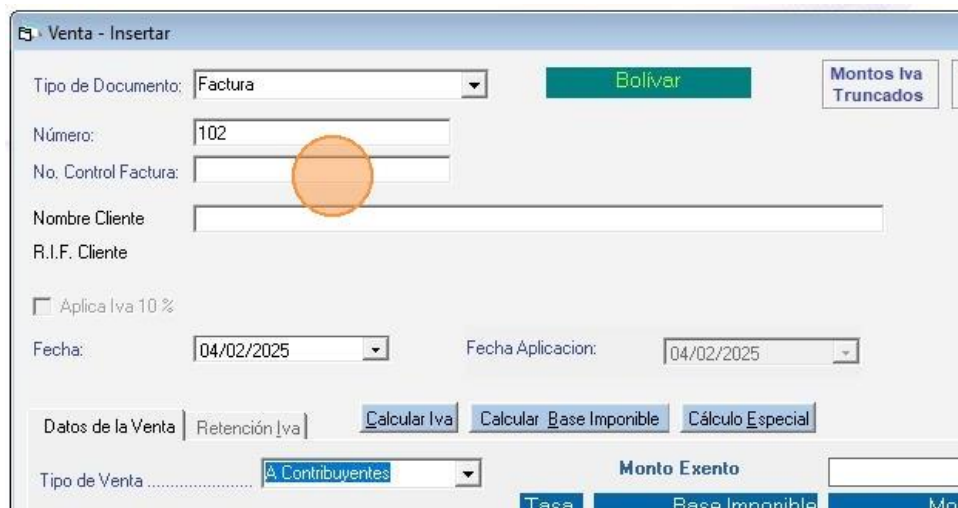 Venta - Insertar
Tipo de Documento: Factura Bolívar Montos Iva
Truncados
Número: 102
No. Control Factura:
Nombre Cliente
R.I.F. Cliente
Aplica Iva 10 %
Fecha: 04/02/2025 Fecha Aplicacion: 04/02/2025
Datos de la Venta Retención Iva Calcular Iva Calcular Base Imponible Cálculo Especial
Tipo de Venta ...................... A Contribuyentes Monto Exento
Tasa Base Imponible